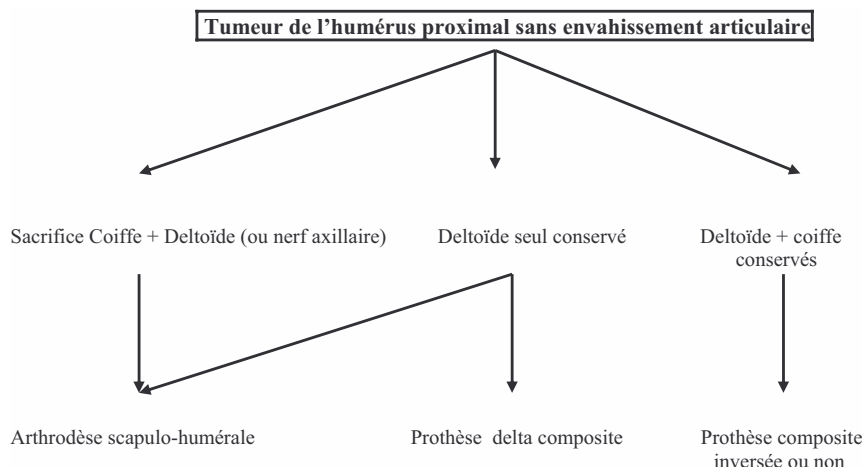 Tumeur de l'humérus proximal sans envahissement articulaire
Sacrifice Coiffe + Deltoïde (ou nerf axillaire)
Deltoïde seul conservé
Deltoïde + coiffe
conservés
Arthrodèse scapulo-humérale
Prothèse delta composite
Prothèse composite
inversée ou non